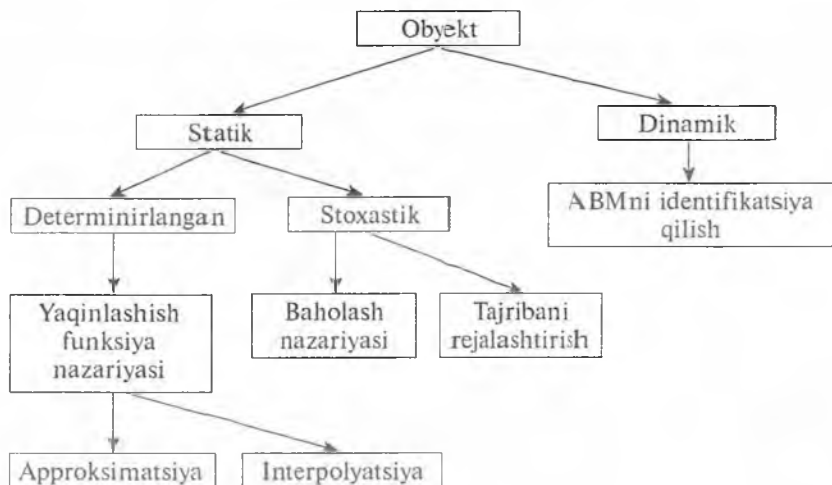 Obyekt
Statik
Dinamik
Determinirlangan
Stoxastik
ABMni identifikatsiya
qilish
Yaqinlashish
funksiya
nazariyasi
Baholash
nazariyasi
Tajribani
rejalashtirish
Approksimatsiya
Interpolyatsiya